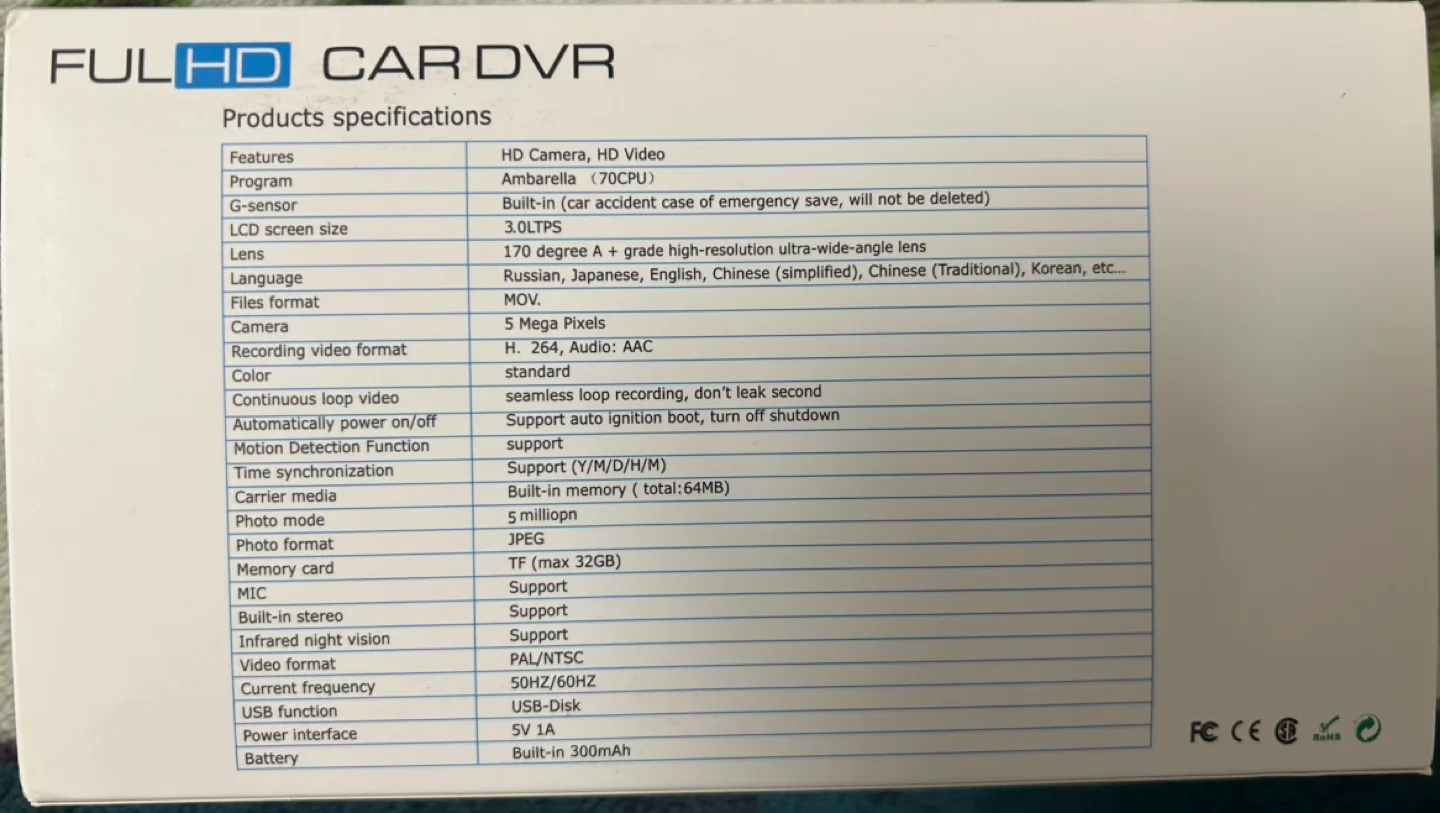 FULHD CAR DVR
Products specifications
Features HD Camera, HD Video
Program Ambarella （70CPU）
G-sensor Built-in (car accident case of emergency save, will not be deleted)
LCD screen size 3.0LTPS
Lens 170 degree A + grade high-resolution ultra-wide-angle lens
Language Russian, Japanese, English, Chinese (simplified), Chinese (Traditional), Korean, etc...
Files format MOV.
Camera 5 Mega Pixels
Recording video format H. 264, Audio: AAC
Color standard
Continuous loop video seamless loop recording, don't leak second
Automatically power on/off Support auto ignition boot, turn off shutdown
Motion Detection Function support
Time synchronization Support (Y/M/D/H/M)
Carrier media Built-in memory ( total:64MB)
Photo mode 5 milliopn
Photo format JPEG
Memory card TF (max 32GB)
MIC Support
Built-in stereo Support
Infrared night vision Support
Video format PAL/NTSC
Current frequency 50HZ/60HZ
USB function USB-Disk
Power interface 5V 1A
Battery Built-in 300mAh
FC CE SA RoHS